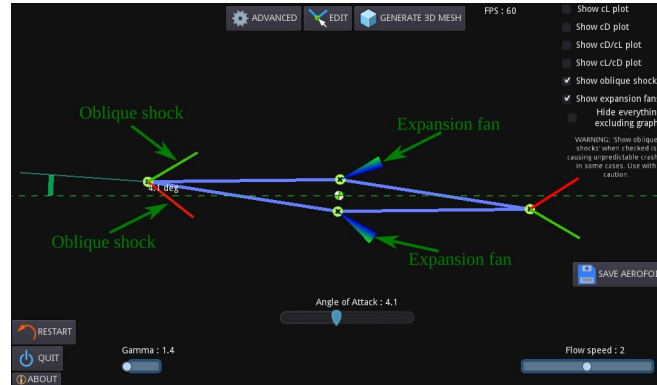 ADVANCED
EDIT
GENERATE 3D MESH
FPS : 60
Show cL plot
Show cD plot
Show cD/cL plot
Show cL/cD plot
Show oblique shock
Show expansion fan
Hide everythin
excluding graph
WARNING: 'Show oblique
shocks' when checked is
causing unpredictable crash
in some cases. Use with
caution.
Oblique shock
Expansion fan
4.1 deg
Oblique shock
Expansion fan
SAVE AEROFOI
Angle of Attack : 4.1
RESTART
QUIT
ABOUT
Gamma : 1.4
Flow speed : 2